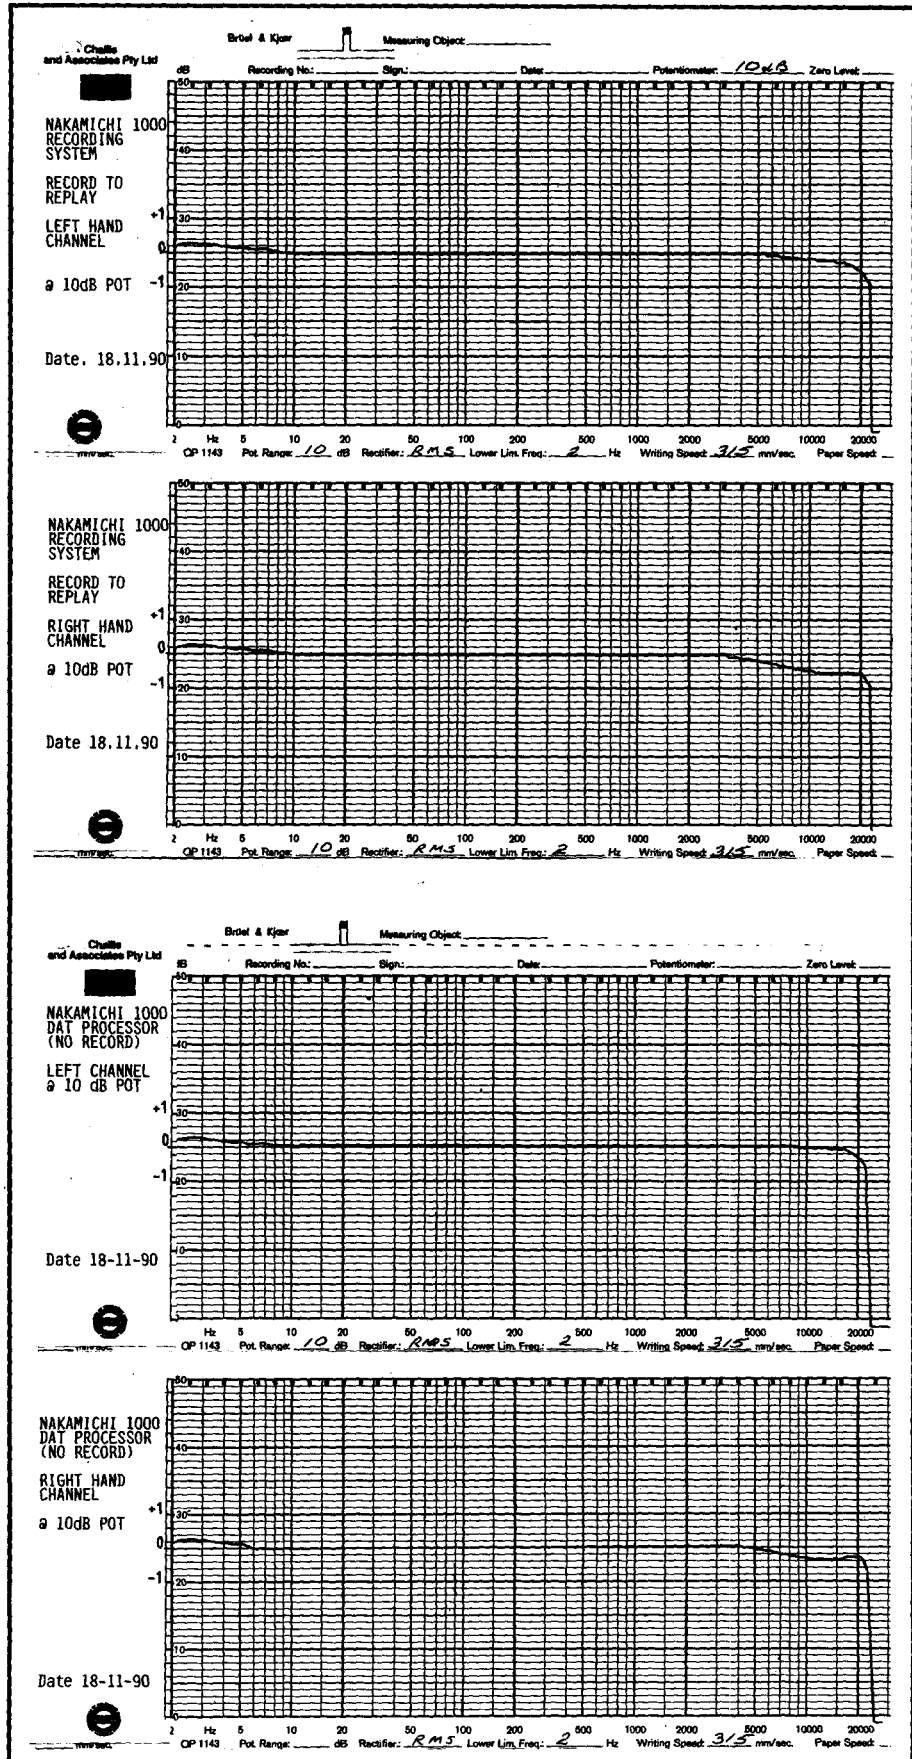 Brüel & Kjær Measuring Object:
Challis
and Associates Pty Ltd
dB Recording No.: Sign.: Date: Potentiometer: 10dB Zero Level:
50
NAKAMICHI 1000
RECORDING
SYSTEM
40
RECORD TO
REPLAY
+1 30
LEFT HAND
CHANNEL
0
@ 10dB POT -1
20
Date. 18.11.90
10
0
2 Hz 5 10 20 50 100 200 500 1000 2000 5000 10000 20000
mm/sec. QP 1143 Pot. Range: 10 dB Rectifier: RMS Lower Lim. Freq.: 2 Hz Writing Speed: 315 mm/sec. Paper Speed:
50
NAKAMICHI 1000
RECORDING
SYSTEM
40
RECORD TO
REPLAY
+1 30
RIGHT HAND
CHANNEL
0
@ 10dB POT
-1 20
Date 18.11.90
10
0
2 Hz 5 10 20 50 100 200 500 1000 2000 5000 10000 20000
mm/sec. QP 1143 Pot. Range: 10 dB Rectifier: RMS Lower Lim. Freq.: 2 Hz Writing Speed: 315 mm/sec. Paper Speed:
Brüel & Kjær Measuring Object:
Challis
and Associates Pty Ltd
dB Recording No.: Sign.: Date: Potentiometer: Zero Level:
50
NAKAMICHI 1000
DAT PROCESSOR
(NO RECORD)
40
LEFT CHANNEL
@ 10 dB POT
+1 30
0
-1 20
Date 18-11-90
10
0
Hz 5 10 20 50 100 200 500 1000 2000 5000 10000 20000
mm/sec. QP 1143 Pot. Range: 10 dB Rectifier: RMS Lower Lim. Freq.: 2 Hz Writing Speed: 315 mm/sec. Paper Speed:
50
NAKAMICHI 1000
DAT PROCESSOR
(NO RECORD)
40
RIGHT HAND
CHANNEL
+1 30
@ 10dB POT
0
-1 20
10
Date 18-11-90
0
2 Hz 5 10 20 50 100 200 500 1000 2000 5000 10000 20000
mm/sec. QP 1143 Pot. Range: dB Rectifier: RMS Lower Lim. Freq.: 2 Hz Writing Speed: 315 mm/sec. Paper Speed: